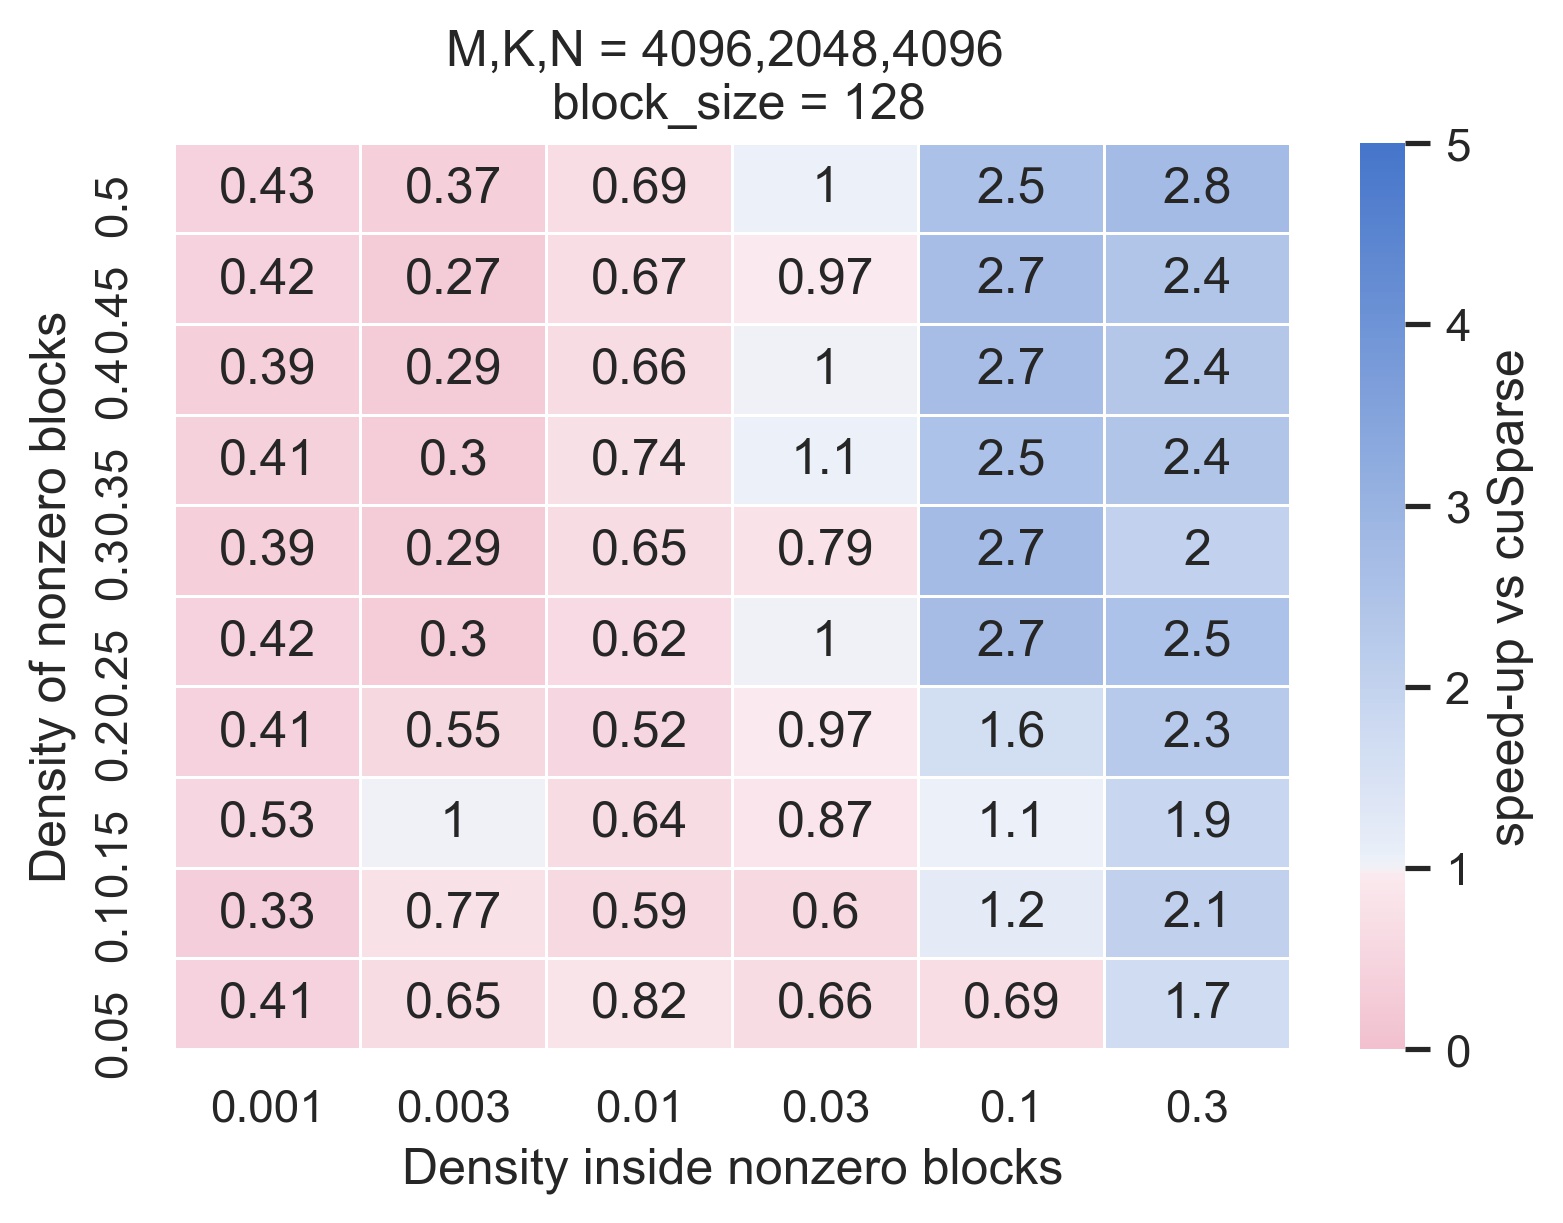 M,K,N = 4096,2048,4096
block_size = 128
Density of nonzero blocks
0.5 0.43 0.37 0.69 1 2.5 2.8
0.45 0.42 0.27 0.67 0.97 2.7 2.4
0.4 0.39 0.29 0.66 1 2.7 2.4
0.35 0.41 0.3 0.74 1.1 2.5 2.4
0.30 0.39 0.29 0.65 0.79 2.7 2
0.25 0.42 0.3 0.62 1 2.7 2.5
0.20 0.41 0.55 0.52 0.97 1.6 2.3
0.15 0.53 1 0.64 0.87 1.1 1.9
0.10 0.33 0.77 0.59 0.6 1.2 2.1
0.05 0.41 0.65 0.82 0.66 0.69 1.7
0.001 0.003 0.01 0.03 0.1 0.3
Density inside nonzero blocks
5
4
3
2
1
0
speed-up vs cuSparse